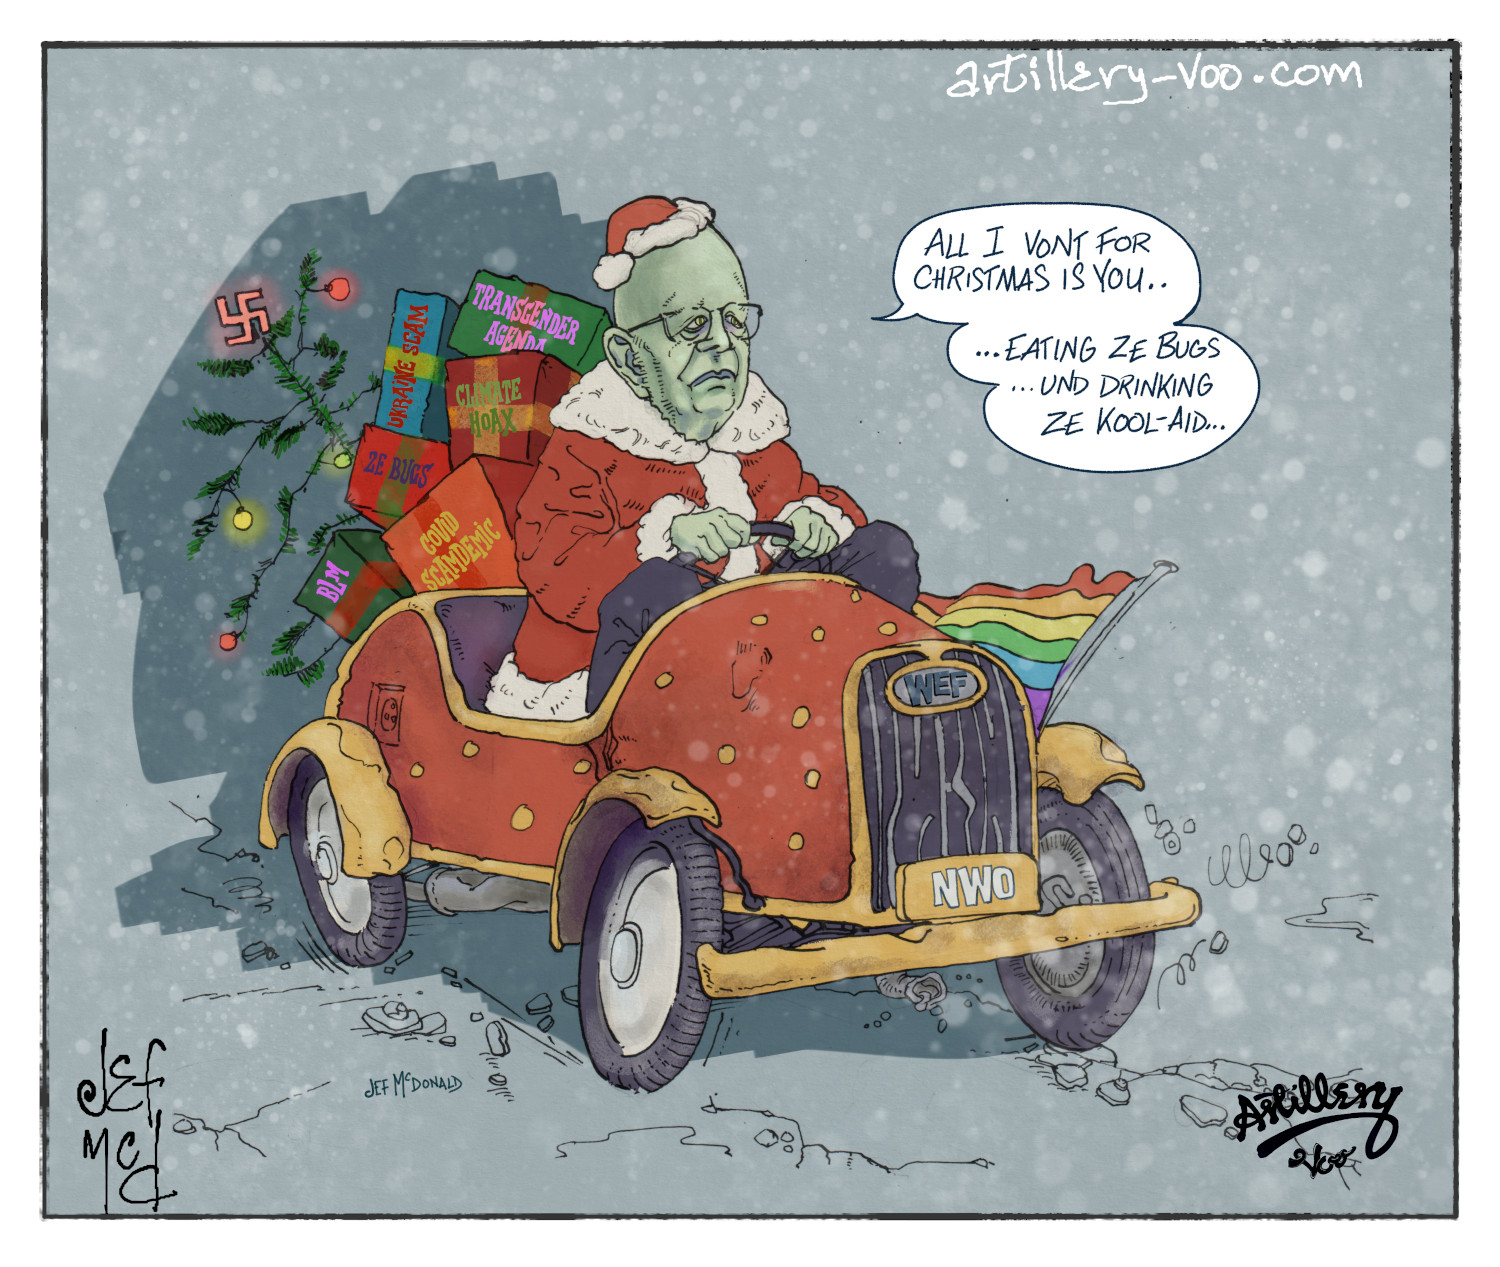 artillery-voo.com
ALL I VONT FOR
CHRISTMAS IS YOU..
...EATING ZE BUGS
...UND DRINKING
ZE KOOL-AID...
TRANSGENDER
AGENDA
UKRAINE SCAM
CLIMATE
HOAX
ZE BUGS
COVID
SCAMDEMIC
BLM
WEF
NWO
JEF MCDONALD
JEF
MCD
Artillery
Voo